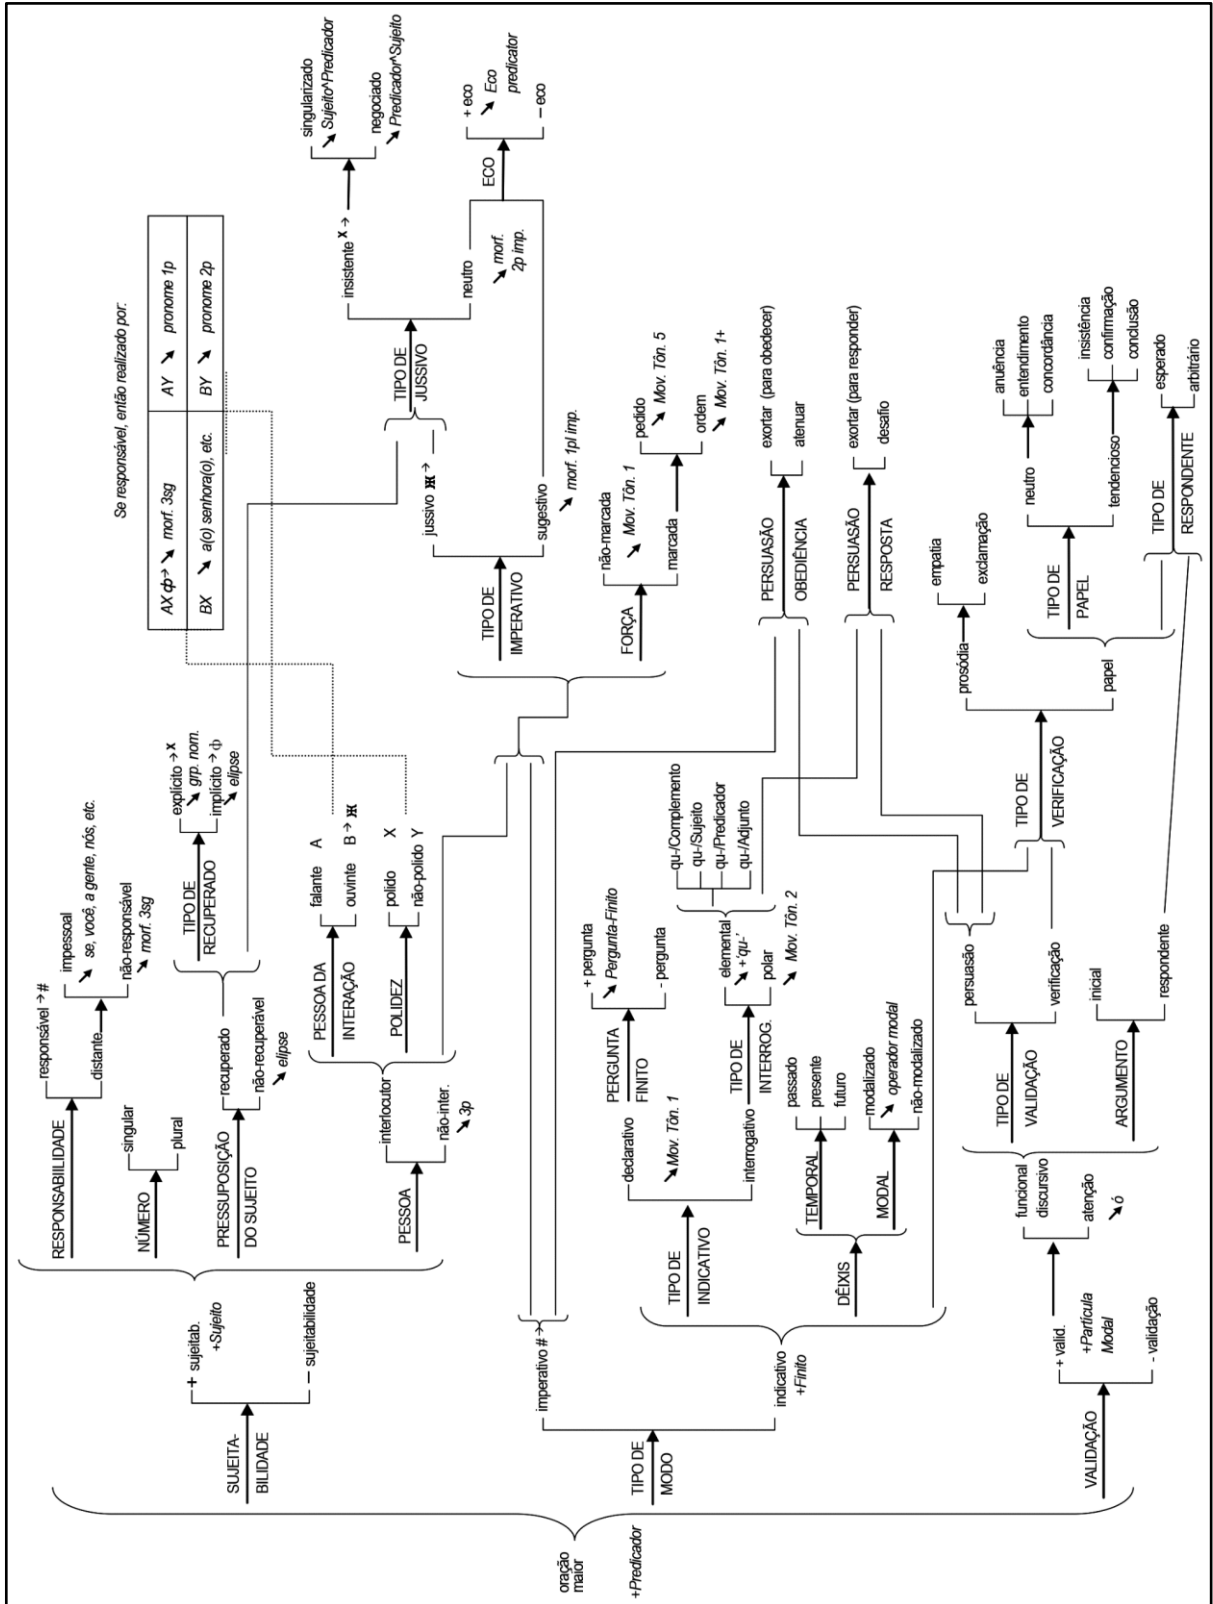 oração
maior
+Predicador
SUJEITA-
BILIDADE
+ sujeitab.
+Sujeito
− sujeitabilidade
RESPONSABIILIDADE
responsável → #
distante
impessoal
se, você, a gente, nós, etc.
não-responsável
morf. 3sg
NÚMERO
singular
plural
PRESSUPOSIÇÃO
DO SUJEITO
recuperado
não-recuperável
elipse
TIPO DE
RECUPERADO
explícito → x
grp. nom.
implícito → ф
elipse
PESSOA
interlocutor
não-inter.
3p
PESSOA DA
INTERAÇÃO
falante A
ouvinte B → Ж
POLIDEZ
polido X
não-polido Y
Se responsável, então realizado por:
AX ф→ morf. 3sg
AY pronome 1p
BX a(o) senhora(o), etc.
BY pronome 2p
TIPO DE
MODO
imperativo # →
indicativo
+Finito
TIPO DE
IMPERATIVO
jussivo Ж →
sugestivo
morf. 1pl imp.
TIPO DE
JUSSIVO
insistente x →
neutro
morf.
2p imp.
singularizado
Sujeito^Predicador
negociado
Predicador^Sujeito
ECO
+ eco
Eco
predicator
− eco
FORÇA
não-marcada
Mov. Tôn. 1
marcada
pedido
Mov. Tôn. 5
ordem
Mov. Tôn. 1+
TIPO DE
INDICATIVO
declarativo
Mov. Tôn. 1
interrogativo
PERGUNTA
FINITO
+ pergunta
Pergunta-Finito
- pergunta
TIPO DE
INTERROG.
elemental
+'qu-'
polar
Mov. Tôn. 2
qu-/Complemento
qu-/Sujeito
qu-/Predicador
qu-/Adjunto
DÊIXIS
TEMPORAL
passado
presente
futuro
MODAL
modalizado
operador modal
não-modalizado
PERSUASÃO
OBEDIÊNCIA
exortar (para obedecer)
atenuar
PERSUASÃO
RESPOSTA
exortar (para responder)
desafio
VALIDAÇÃO
+ valid.
+Partícula
Modal
- validação
funcional
discursivo
atenção
ó
TIPO DE
VALIDAÇÃO
persuasão
verificação
ARGUMENTO
inicial
respondente
TIPO DE
VERIFICAÇÃO
prosódia
papel
empatia
exclamação
TIPO DE
PAPEL
neutro
tendencioso
anuência
entendimento
concordância
insistência
confirmação
conclusão
TIPO DE
RESPONDENTE
esperado
arbitrário